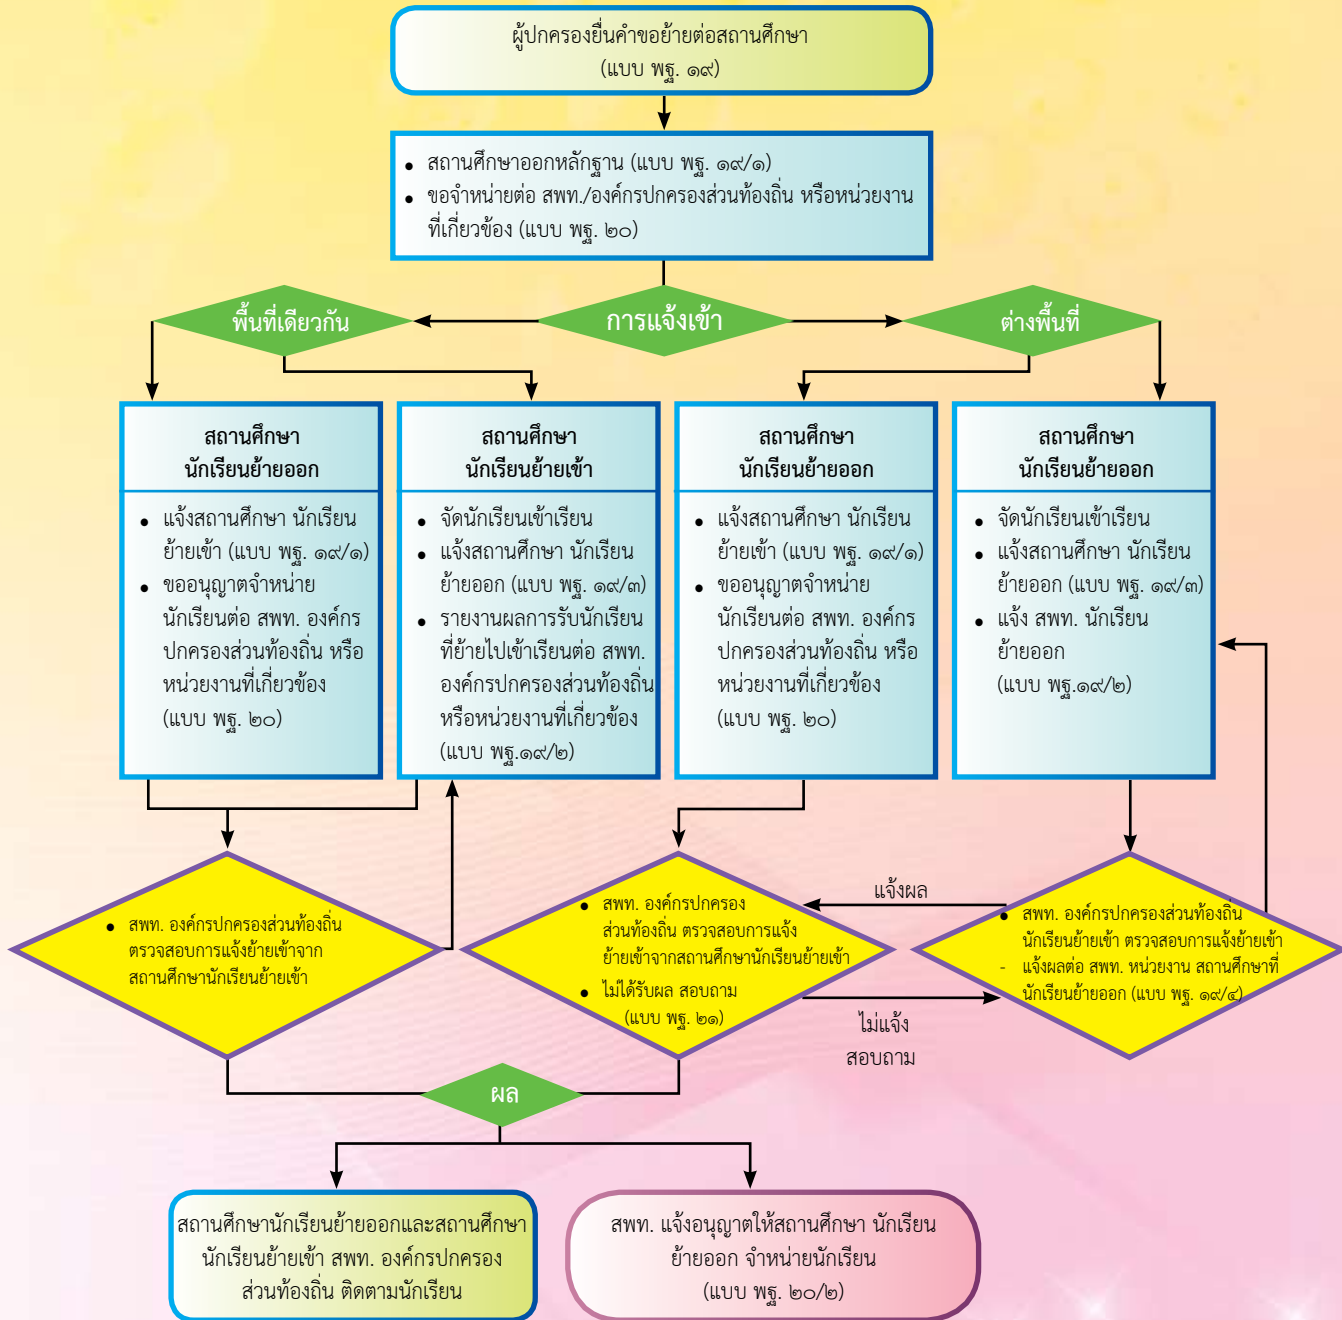 ผู้ปกครองยื่นคำขอย้ายต่อสถานศึกษา
(แบบ พฐ. ๑๙)
• สถานศึกษาออกหลักฐาน (แบบ พฐ. ๑๙/๑)
• ขอจำหน่ายต่อ สพท./องค์กรปกครองส่วนท้องถิ่น หรือหน่วยงาน
ที่เกี่ยวข้อง (แบบ พฐ. ๒๐)
พื้นที่เดียวกัน
การแจ้งเข้า
ต่างพื้นที่
สถานศึกษา
นักเรียนย้ายออก
• แจ้งสถานศึกษา นักเรียน
ย้ายเข้า (แบบ พฐ. ๑๙/๑)
• ขออนุญาตจำหน่าย
นักเรียนต่อ สพท. องค์กร
ปกครองส่วนท้องถิ่น หรือ
หน่วยงานที่เกี่ยวข้อง
(แบบ พฐ. ๒๐)
สถานศึกษา
นักเรียนย้ายเข้า
• จัดนักเรียนเข้าเรียน
• แจ้งสถานศึกษา นักเรียน
ย้ายออก (แบบ พฐ. ๑๙/๓)
• รายงานผลการรับนักเรียน
ที่ย้ายไปเข้าเรียนต่อ สพท.
องค์กรปกครองส่วนท้องถิ่น
หรือหน่วยงานที่เกี่ยวข้อง
(แบบ พฐ.๑๙/๒)
สถานศึกษา
นักเรียนย้ายออก
• แจ้งสถานศึกษา นักเรียน
ย้ายเข้า (แบบ พฐ. ๑๙/๑)
• ขออนุญาตจำหน่าย
นักเรียนต่อ สพท. องค์กร
ปกครองส่วนท้องถิ่น หรือ
หน่วยงานที่เกี่ยวข้อง
(แบบ พฐ. ๒๐)
สถานศึกษา
นักเรียนย้ายออก
• จัดนักเรียนเข้าเรียน
• แจ้งสถานศึกษา นักเรียน
ย้ายออก (แบบ พฐ. ๑๙/๓)
• แจ้ง สพท. นักเรียน
ย้ายออก
(แบบ พฐ.๑๙/๒)
• สพท. องค์กรปกครองส่วนท้องถิ่น
ตรวจสอบการแจ้งย้ายเข้าจาก
สถานศึกษานักเรียนย้ายเข้า
• สพท. องค์กรปกครอง
ส่วนท้องถิ่น ตรวจสอบการแจ้ง
ย้ายเข้าจากสถานศึกษานักเรียนย้ายเข้า
• ไม่ได้รับผล สอบถาม
(แบบ พฐ. ๒๑)
แจ้งผล
ไม่แจ้ง
สอบถาม
• สพท. องค์กรปกครองส่วนท้องถิ่น
นักเรียนย้ายเข้า ตรวจสอบการแจ้งย้ายเข้า
- แจ้งผลต่อ สพท. หน่วยงาน สถานศึกษาที่
นักเรียนย้ายออก (แบบ พฐ. ๑๙/๔)
ผล
สถานศึกษานักเรียนย้ายออกและสถานศึกษา
นักเรียนย้ายเข้า สพท. องค์กรปกครอง
ส่วนท้องถิ่น ติดตามนักเรียน
สพท. แจ้งอนุญาตให้สถานศึกษา นักเรียน
ย้ายออก จำหน่ายนักเรียน
(แบบ พฐ. ๒๐/๒)